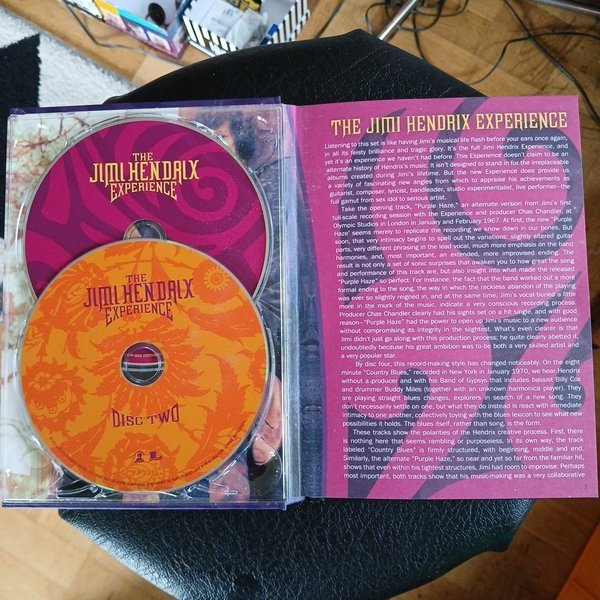 THE
JIMI HENDRIX
EXPERIENCE
THE
JIMI HENDRIX
EXPERIENCE
DISC TWO
THE JIMI HENDRIX EXPERIENCE
Listening to this set is like having Jimi's musical life flash before your ears once again,
in all its feisty brilliance and tragic glory. It's the full Jimi Hendrix Experience, and
yet it's an experience we haven't had before. This Experience doesn't claim to be an
alternate history of Hendrix's music. It isn't designed to stand in for the irreplaceable
albums created during Jimi's lifetime. But the new Experience does provide us
a variety of fascinating new angles from which to appraise his achievements as
guitarist, composer, lyricist, bandleader, studio experimentalist, live performer–the
full gamut from sex idol to serious artist.
Take the opening track, "Purple Haze," an alternate version from Jimi's first
full-scale recording session with the Experience and producer Chas Chandler, at
Olympic Studios in London in January and February 1967. At first, the new "Purple
Haze" seems merely to replicate the recording we know down in our bones. But
soon, that very intimacy begins to spell out the variations, slightly altered guitar
parts, very different phrasing in the lead vocal, much more emphasis on the band
harmonies, and, most important, an extended, more improvised ending. The
result is not only a set of sonic surprises that awaken you to how great the song
and performance of this track are, but also insight into what made the released
"Purple Haze" so perfect. For instance, the fact that the band worked out a more
formal ending to the song, the way in which the reckless abandon of the playing
was ever so slightly reigned in, and at the same time, Jimi's vocal buried a little
more in the murk of the music, indicate a very conscious recording process.
Producer Chas Chandler clearly had his sights set on a hit single, and with good
reason–"Purple Haze" had the power to open up Jimi's music to a new audience
without compromising its integrity in the slightest. What's even clearer is that
Jimi didn't just go along with this production process; he quite clearly abetted it,
undoubtedly because his great ambition was to be both a very skilled artist and
a very popular star.
By disc four, this record-making style has changed noticeably. On the eight
minute "Country Blues," recorded in New York in January 1970, we hear Hendrix
without a producer and with his Band of Gypsys that includes bassist Billy Cox
and drummer Buddy Miles (together with an unknown harmonica player). They
are playing straight blues changes, explorers in search of a new song. They
don't necessarily settle on one, but what they do instead is react with immediate
intimacy to one another, collectively toying with the blues lexicon to see what new
possibilities it holds. The blues itself, rather than song, is the form.
These tracks show the polarities of the Hendrix creative process. First, there
is nothing here that seems rambling or purposeless. In its own way, the track
labeled "Country Blues" is firmly structured, with beginning, middle and end.
Similarly, the alternate "Purple Haze," so near and yet so far from the familiar hit,
shows that even within his tightest structures, Jimi had room to improvise. Perhaps
most important, both tracks show that his music-making was a very collaborative